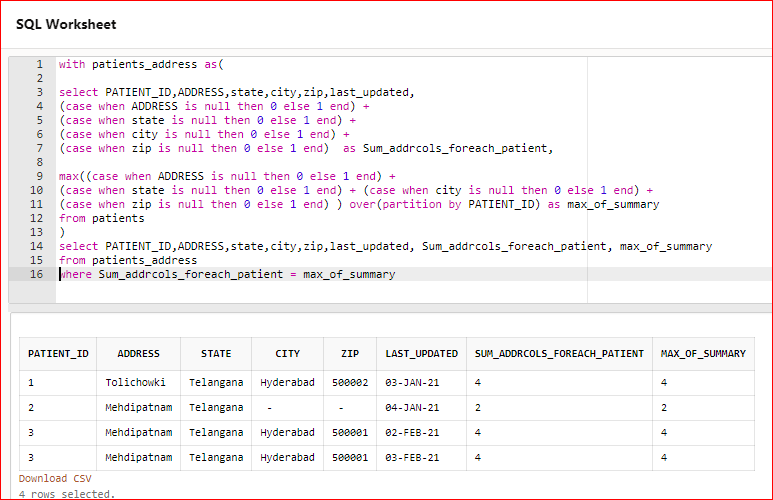 SQL Worksheet
1 with patients_address as(
2
3 select PATIENT_ID,ADDRESS,state,city,zip,last_updated,
4 (case when ADDRESS is null then 0 else 1 end) +
5 (case when state is null then 0 else 1 end) +
6 (case when city is null then 0 else 1 end) +
7 (case when zip is null then 0 else 1 end)  as Sum_addrcols_foreach_patient,
8
9 max((case when ADDRESS is null then 0 else 1 end) +
10 (case when state is null then 0 else 1 end) + (case when city is null then 0 else 1 end) +
11 (case when zip is null then 0 else 1 end) ) over(partition by PATIENT_ID) as max_of_summary
12 from patients
13 )
14 select PATIENT_ID,ADDRESS,state,city,zip,last_updated, Sum_addrcols_foreach_patient, max_of_summary
15 from patients_address
16 where Sum_addrcols_foreach_patient = max_of_summary
PATIENT_ID ADDRESS STATE CITY ZIP LAST_UPDATED SUM_ADDRCOLS_FOREACH_PATIENT MAX_OF_SUMMARY
1 Tolichowki Telangana Hyderabad 500002 03-JAN-21 4 4
2 Mehdipatnam Telangana - - 04-JAN-21 2 2
3 Mehdipatnam Telangana Hyderabad 500001 02-FEB-21 4 4
3 Mehdipatnam Telangana Hyderabad 500001 03-FEB-21 4 4
Download CSV
4 rows selected.